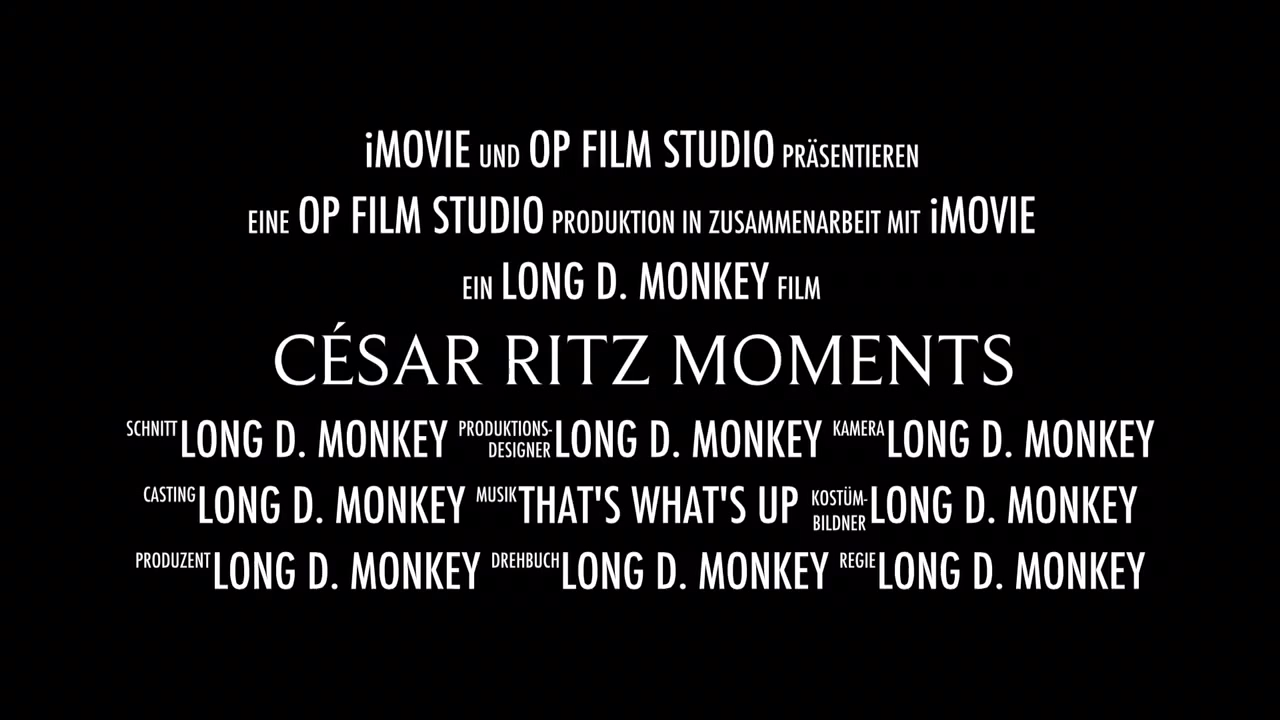 iMOVIE UND OP FILM STUDIO PRÄSENTIEREN
EINE OP FILM STUDIO PRODUKTION IN ZUSAMMENARBEIT MIT iMOVIE
EIN LONG D. MONKEY FILM
CÉSAR RITZ MOMENTS
SCHNITT LONG D. MONKEY PRODUKTIONS-DESIGNER LONG D. MONKEY KAMERA LONG D. MONKEY
CASTING LONG D. MONKEY MUSIK THAT'S WHAT'S UP KOSTÜM-BILDNER LONG D. MONKEY
PRODUZENT LONG D. MONKEY DREHBUCH LONG D. MONKEY REGIE LONG D. MONKEY